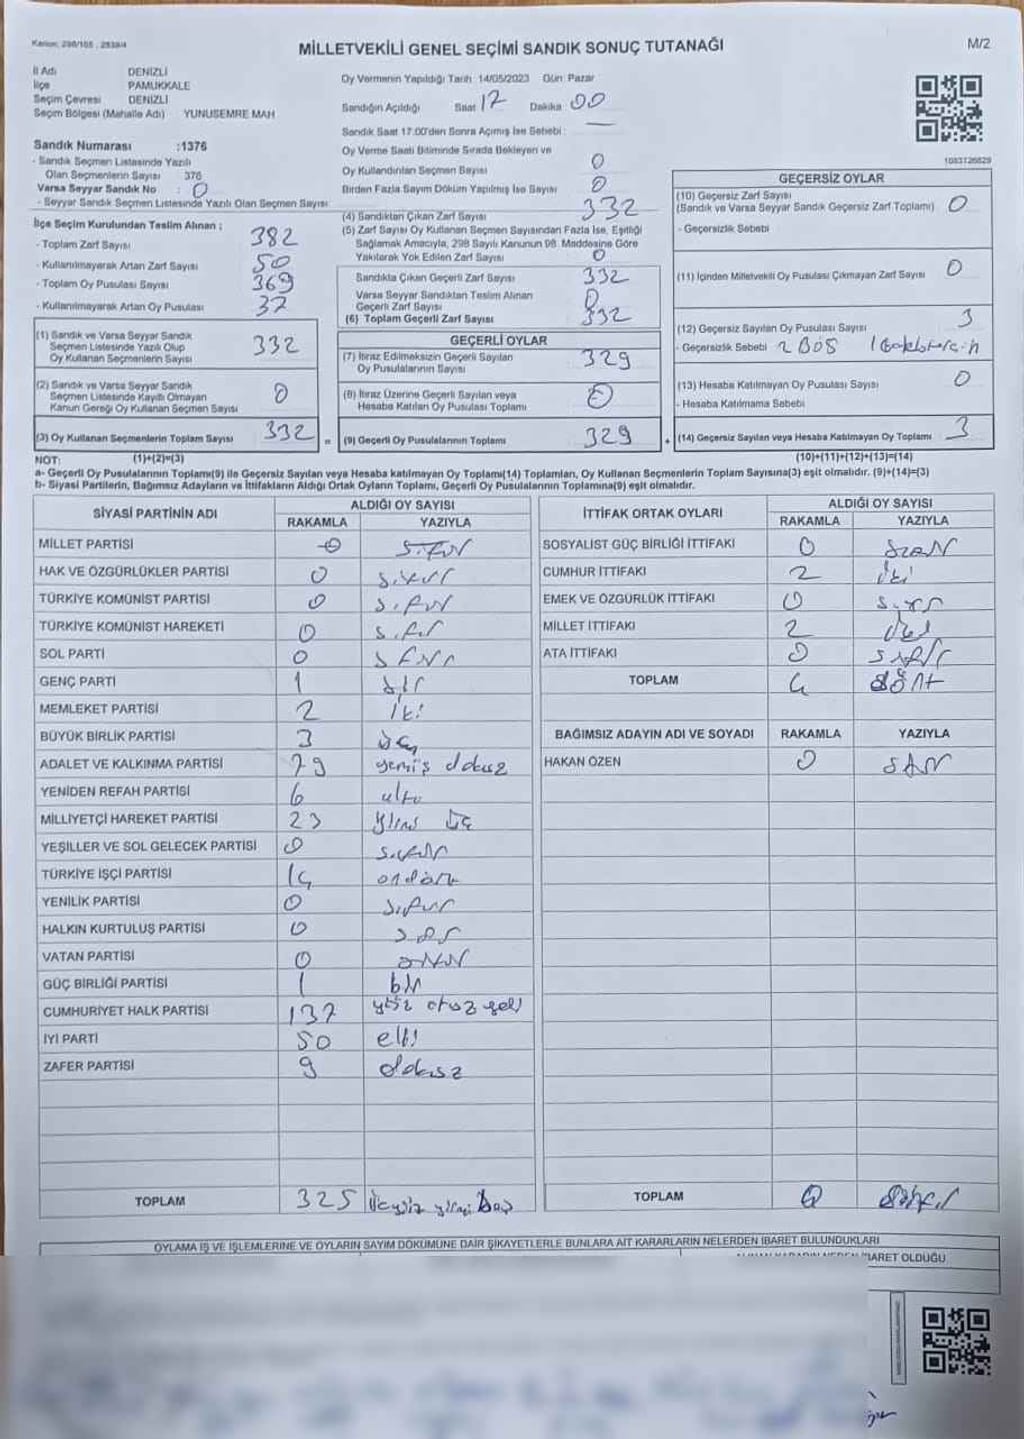 Kanun: 298/105 , 2839/4
MİLLETVEKİLİ GENEL SEÇİMİ SANDIK SONUÇ TUTANAĞI
M/2
İl Adı DENİZLİ
İlçe PAMUKKALE
Seçim Çevresi DENİZLİ
Seçim Bölgesi (Mahalle Adı) YUNUSEMRE MAH
Oy Vermenin Yapıldığı Tarih: 14/05/2023 Gün: Pazar
Sandığın Açıldığı Saat 17 Dakika 00
Sandık Saat 17.00'den Sonra Açımış İse Sebebi: —
Oy Verme Saati Bitiminde Sırada Bekleyen ve
Oy Kullandırılan Seçmen Sayısı 0
Birden Fazla Sayım Döküm Yapılmış İse Sayısı 0
Sandık Numarası :1376
- Sandık Seçmen Listesinde Yazılı
Olan Seçmenlerin Sayısı 376
Varsa Seyyar Sandık No : 0
- Seyyar Sandık Seçmen Listesinde Yazılı Olan Seçmen Sayısı
İlçe Seçim Kurulundan Teslim Alınan :
- Toplam Zarf Sayısı 382
- Kullanılmayarak Artan Zarf Sayısı 50
- Toplam Oy Pusulası Sayısı 369
- Kullanılmayarak Artan Oy Pusulası 37
(1) Sandık ve Varsa Seyyar Sandık
Seçmen Listesinde Yazılı Olup
Oy Kullanan Seçmenlerin Sayısı 332
(2) Sandık ve Varsa Seyyar Sandık
Seçmen Listesinde Kayıtlı Olmayan
Kanun Gereği Oy Kullanan Seçmen Sayısı 0
(3) Oy Kullanan Seçmenlerin Toplam Sayısı 332 =
(4) Sandıktan Çıkan Zarf Sayısı 332
(5) Zarf Sayısı Oy Kullanan Seçmen Sayısından Fazla İse, Eşitliği
Sağlamak Amacıyla, 298 Sayılı Kanunun 98. Maddesine Göre
Yakılarak Yok Edilen Zarf Sayısı 0
Sandıkta Çıkan Geçerli Zarf Sayısı 332
Varsa Seyyar Sandıktan Teslim Alınan
Geçerli Zarf Sayısı 0
(6) Toplam Geçerli Zarf Sayısı 332
GEÇERLİ OYLAR
(7) İtiraz Edilmeksizin Geçerli Sayılan
Oy Pusulalarının Sayısı 329
(8) İtiraz Üzerine Geçerli Sayılan veya
Hesaba Katılan Oy Pusulası Toplamı 0
(9) Geçerli Oy Pusulalarının Toplamı 329 +
1083126829
GEÇERSİZ OYLAR
(10) Geçersiz Zarf Sayısı
(Sandık ve Varsa Seyyar Sandık Geçersiz Zarf Toplamı) 0
- Geçersizlik Sebebi
(11) İçinden Milletvekili Oy Pusulası Çıkmayan Zarf Sayısı 0
(12) Geçersiz Sayılan Oy Pusulası Sayısı 3
- Geçersizlik Sebebi 2 BOŞ 1
(13) Hesaba Katılmayan Oy Pusulası Sayısı 0
- Hesaba Katılmama Sebebi
(14) Geçersiz Sayılan veya Hesaba Katılmayan Oy Toplamı 3
NOT: (1)+(2)=(3) (10)+(11)+(12)+(13)=(14)
a- Geçerli Oy Pusulalarının Toplamı(9) ile Geçersiz Sayılan veya Hesaba katılmayan Oy Toplamı(14) Toplamları, Oy Kullanan Seçmenlerin Toplam Sayısına(3) eşit olmalıdır. (9)+(14)=(3)
b- Siyasi Partilerin, Bağımsız Adayların ve İttifakların Aldığı Ortak Oyların Toplamı, Geçerli Oy Pusulalarının Toplamına(9) eşit olmalıdır.
SİYASİ PARTİNİN ADI ALDIĞI OY SAYISI
RAKAMLA YAZIYLA
MİLLET PARTİSİ 0 sıfır
HAK VE ÖZGÜRLÜKLER PARTİSİ 0 sıfır
TÜRKİYE KOMÜNİST PARTİSİ 0 sıfır
TÜRKİYE KOMÜNİST HAREKETİ 0 sıfır
SOL PARTİ 0 sıfır
GENÇ PARTİ 1 bir
MEMLEKET PARTİSİ 2 iki
BÜYÜK BİRLİK PARTİSİ 3 üç
ADALET VE KALKINMA PARTİSİ 79 yemiş dokuz
YENİDEN REFAH PARTİSİ 6 altı
MİLLİYETÇİ HAREKET PARTİSİ 23 yirmi üç
YEŞİLLER VE SOL GELECEK PARTİSİ 0 sıfır
TÜRKİYE İŞÇİ PARTİSİ 14 ondört
YENİLİK PARTİSİ 0 sıfır
HALKIN KURTULUŞ PARTİSİ 0 sıfır
VATAN PARTİSİ 0 sıfır
GÜÇ BİRLİĞİ PARTİSİ 1 bir
CUMHURİYET HALK PARTİSİ 137 yüz otuz yedi
İYİ PARTİ 50 elli
ZAFER PARTİSİ 9 dokuz
TOPLAM 325 üçyüz yirmi beş
İTTİFAK ORTAK OYLARI ALDIĞI OY SAYISI
RAKAMLA YAZIYLA
SOSYALİST GÜÇ BİRLİĞİ İTTİFAKI 0 sıfır
CUMHUR İTTİFAKI 2 iki
EMEK VE ÖZGÜRLÜK İTTİFAKI 0 sıfır
MİLLET İTTİFAKI 2 iki
ATA İTTİFAKI 0 sıfır
TOPLAM 4 dört
BAĞIMSIZ ADAYIN ADI VE SOYADI RAKAMLA YAZIYLA
HAKAN ÖZEN 0 sıfır
TOPLAM 0 sıfır
OYLAMA İŞ VE İŞLEMLERİNE VE OYLARIN SAYIM DÖKÜMÜNE DAİR ŞİKAYETLERLE BUNLARA AİT KARARLARIN NELERDEN İBARET BULUNDUKLARI
İBARET OLDUĞU